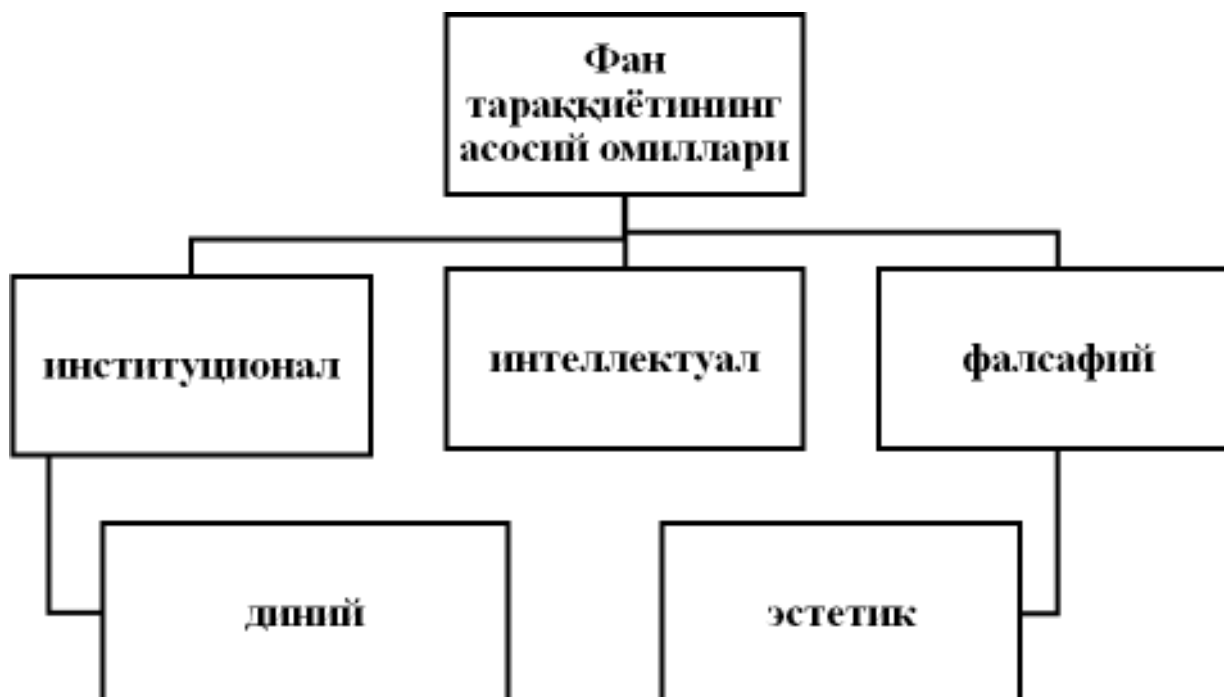 Фан
тараққиётининг
асосий омиллари
институционал
интеллектуал
фалсафий
диний
эстетик